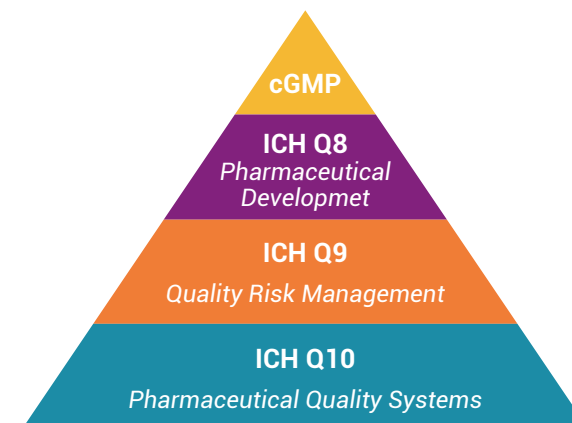 cGMP
ICH Q8
Pharmaceutical
Developmet
ICH Q9
Quality Risk Management
ICH Q10
Pharmaceutical Quality Systems